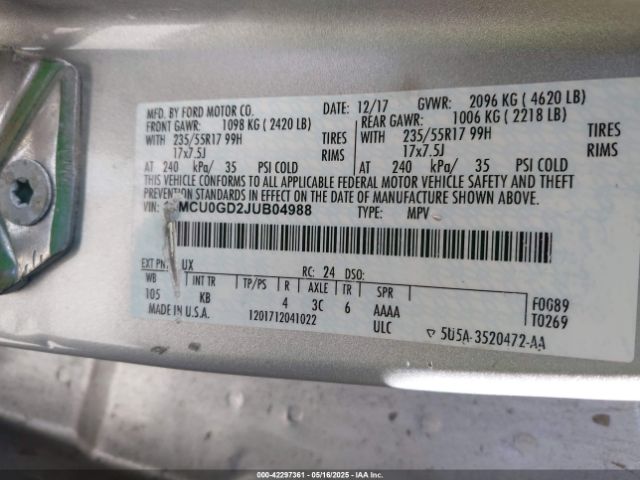 MFD. BY FORD MOTOR CO.
DATE: 12/17 GVWR: 2096 KG ( 4620 LB)
FRONT GAWR: 1098 KG ( 2420 LB) REAR GAWR: 1006 KG ( 2218 LB)
WITH 235/55R17 99H TIRES WITH 235/55R17 99H TIRES
17x7.5J RIMS 17x7.5J RIMS
AT 240 kPa/ 35 PSI COLD AT 240 kPa/ 35 PSI COLD
THIS VEHICLE CONFORMS TO ALL APPLICABLE FEDERAL MOTOR VEHICLE SAFETY AND THEFT
PREVENTION STANDARDS IN EFFECT ON THE DATE OF MANUFACTURE SHOWN ABOVE.
VIN: MCU0GD2JUB04988 TYPE: MPV
EXT PNT: UX RC: 24 DSO:
WB INT TR TP/PS R AXLE TR SPR
105 KB 4 3C 6 AAAA F0G89
MADE IN U.S.A. 1201712041022 ULC T0269
5U5A-3520472-AA
000-42297361 - 05/16/2025 - IAAI Inc.